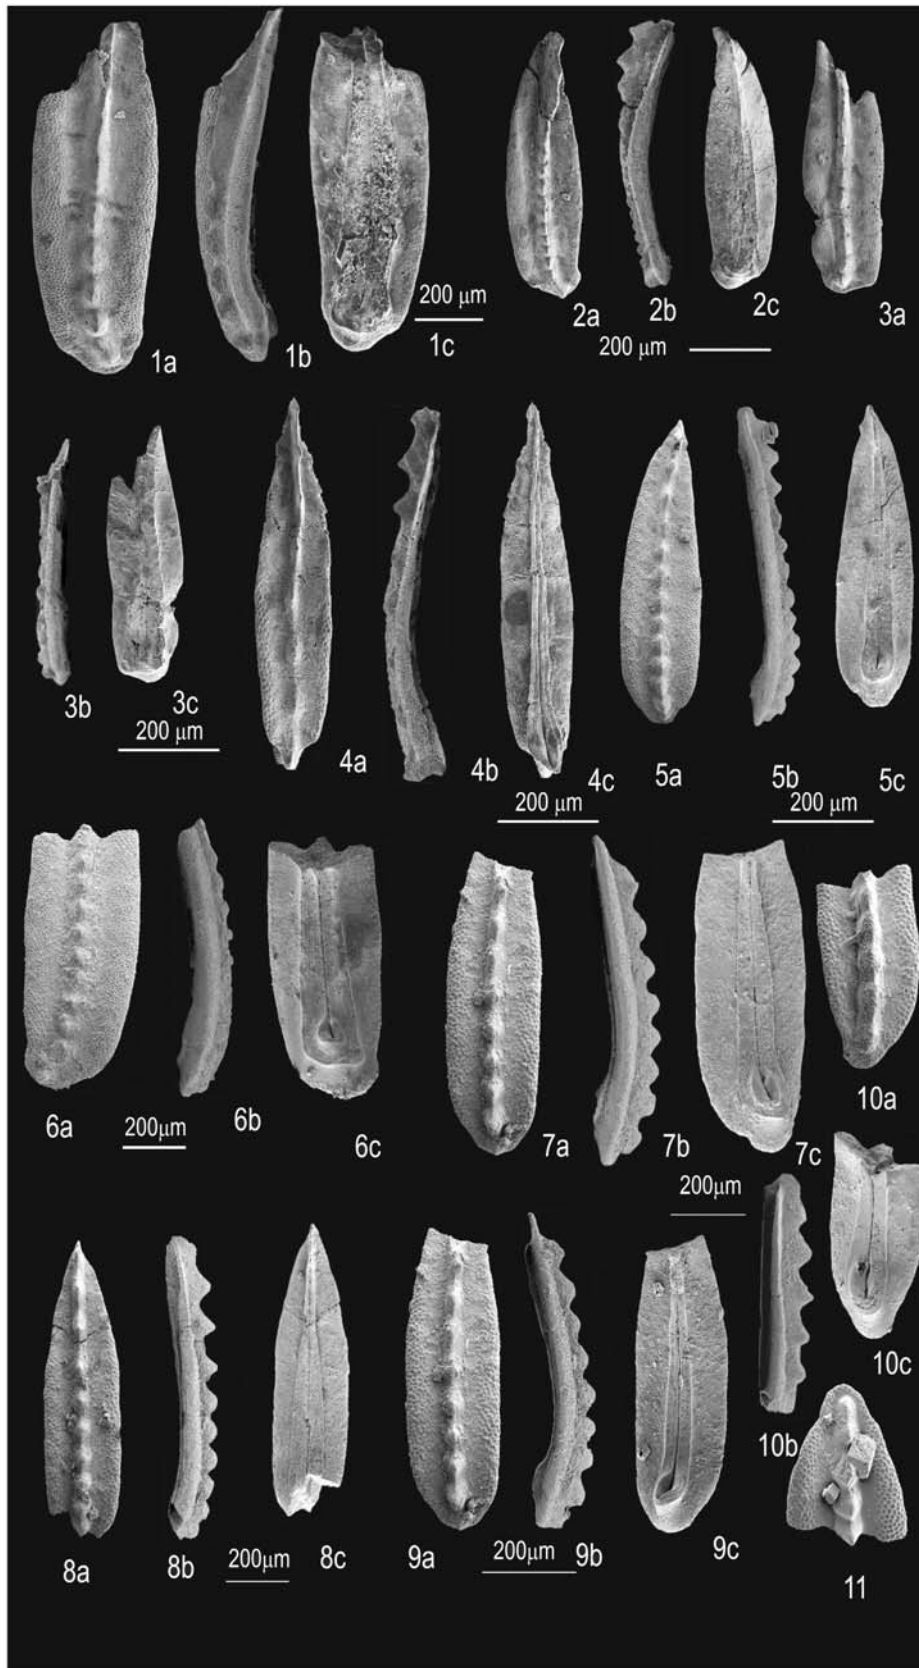 200 μm
1a 1b 1c
2a 2b 2c 3a
200 μm
3b 3c
200 μm
4a 4b 4c 5a 5b 5c
200 μm 200 μm
6a 6b 6c 7a 7b 7c 10a
200μm
200μm
10c
10b
8a 8b 8c 9a 9b 9c
200μm 200μm
11